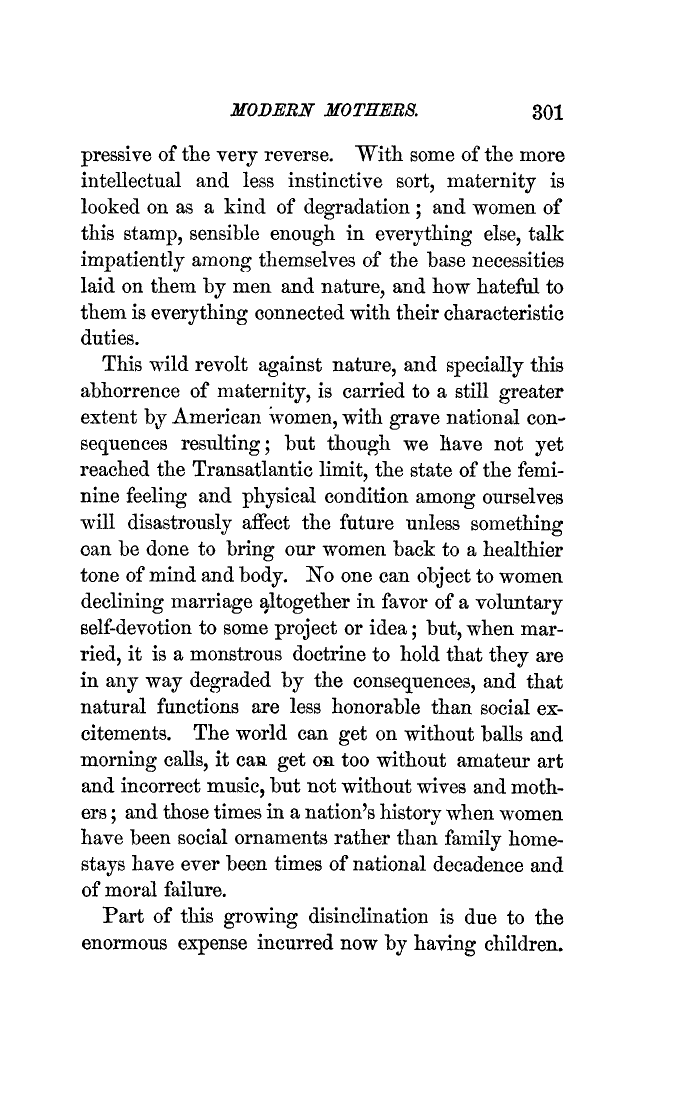 MODERN MOTHERS. 301
pressive of the very reverse. With some of the more
intellectual and less instinctive sort, maternity is
looked on as a kind of degradation ; and women of
this stamp, sensible enough in everything else, talk
impatiently among themselves of the base necessities
laid on them by men and nature, and how hateful to
them is everything connected with their characteristic
duties.
This wild revolt against nature, and specially this
abhorrence of maternity, is carried to a still greater
extent by American women, with grave national con-
sequences resulting ; but though we have not yet
reached the Transatlantic limit, the state of the femi-
nine feeling and physical condition among ourselves
will disastrously affect the future unless something
can be done to bring our women back to a healthier
tone of mind and body. No one can object to women
declining marriage altogether in favor of a voluntary
self-devotion to some project or idea ; but, when mar-
ried, it is a monstrous doctrine to hold that they are
in any way degraded by the consequences, and that
natural functions are less honorable than social ex-
citements. The world can get on without balls and
morning calls, it can get on too without amateur art
and incorrect music, but not without wives and moth-
ers ; and those times in a nation's history when women
have been social ornaments rather than family home-
stays have ever been times of national decadence and
of moral failure.
Part of this growing disinclination is due to the
enormous expense incurred now by having children.